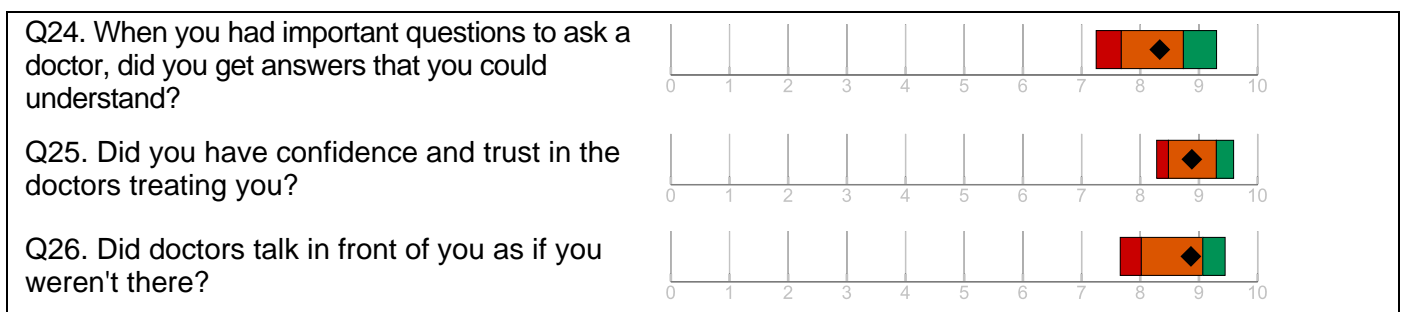 Q24. When you had important questions to ask a
doctor, did you get answers that you could
understand?
0 1 2 3 4 5 6 7 8 9 10
Q25. Did you have confidence and trust in the
doctors treating you?
0 1 2 3 4 5 6 7 8 9 10
Q26. Did doctors talk in front of you as if you
weren't there?
0 1 2 3 4 5 6 7 8 9 10